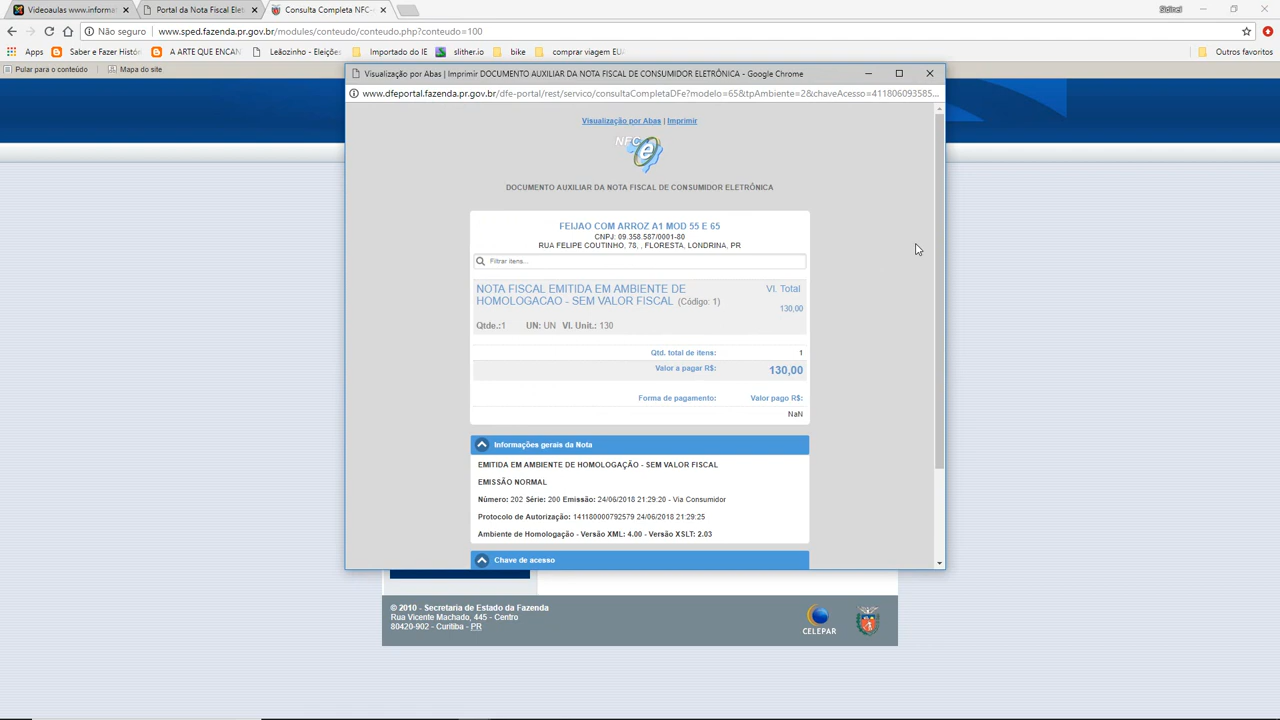 Videoaulas www.informa
Portal da Nota Fiscal Elet
Consulta Completa NFC-
Não seguro
www.sped.fazenda.pr.gov.br/modules/conteudo/conteudo.php?conteudo=100
Apps
Saber e Fazer Histó
A ARTE QUE ENCAN
Leãozinho - Eleiçõe
Importado do IE
slither.io
bike
comprar viagem EU
Outros favoritos
Pular para o conteúdo
Mapa do site
Visualização por Abas | Imprimir DOCUMENTO AUXILIAR DA NOTA FISCAL DE CONSUMIDOR ELETRÔNICA - Google Chrome
www.dfeportal.fazenda.pr.gov.br/dfe-portal/rest/servico/consultaCompletaDFe?modelo=65&tpAmbiente=2&chaveAcesso=411806093585...
Visualização por Abas | Imprimir
NFC e
DOCUMENTO AUXILIAR DA NOTA FISCAL DE CONSUMIDOR ELETRÔNICA
FEIJAO COM ARROZ A1 MOD 55 E 65
CNPJ: 09.358.587/0001-80
RUA FELIPE COUTINHO, 78, , FLORESTA, LONDRINA, PR
Filtrar itens...
NOTA FISCAL EMITIDA EM AMBIENTE DE
HOMOLOGACAO - SEM VALOR FISCAL (Código: 1)
Vl. Total
130,00
Qtde.:1 UN: UN Vl. Unit.: 130
Qtd. total de itens: 1
Valor a pagar R$: 130,00
Forma de pagamento: Valor pago R$:
NaN
Informações gerais da Nota
EMITIDA EM AMBIENTE DE HOMOLOGAÇÃO - SEM VALOR FISCAL
EMISSÃO NORMAL
Número: 202 Série: 200 Emissão: 24/06/2018 21:29:20 - Via Consumidor
Protocolo de Autorização: 141180000792579 24/06/2018 21:29:25
Ambiente de Homologação - Versão XML: 4.00 - Versão XSLT: 2.03
Chave de acesso
© 2010 - Secretaria de Estado da Fazenda
Rua Vicente Machado, 445 - Centro
80420-902 - Curitiba - PR
CELEPAR